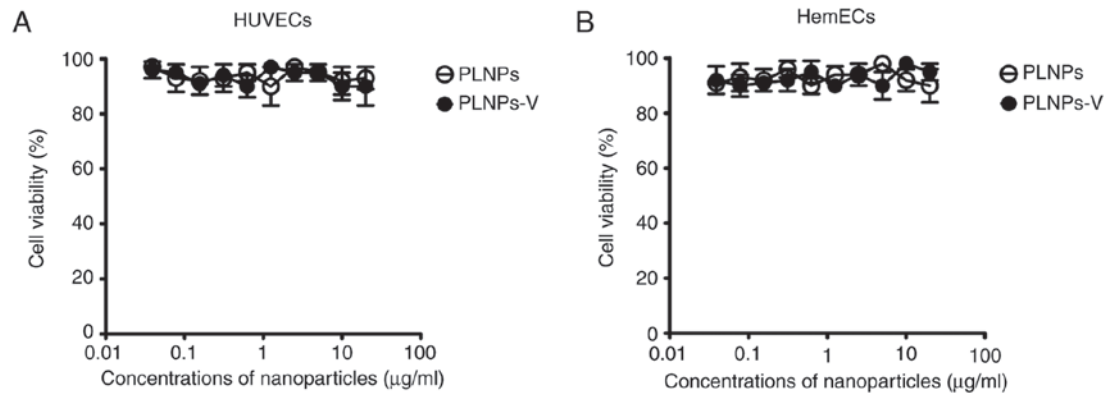 A
HUVECs
Cell viability (%)
100
80
60
40
20
0
0.01
0.1
1
10
100
Concentrations of nanoparticles (μg/ml)
PLNPs
PLNPs-V
B
HemECs
Cell viability (%)
100
80
60
40
20
0
0.01
0.1
1
10
100
Concentrations of nanoparticles (μg/ml)
PLNPs
PLNPs-V